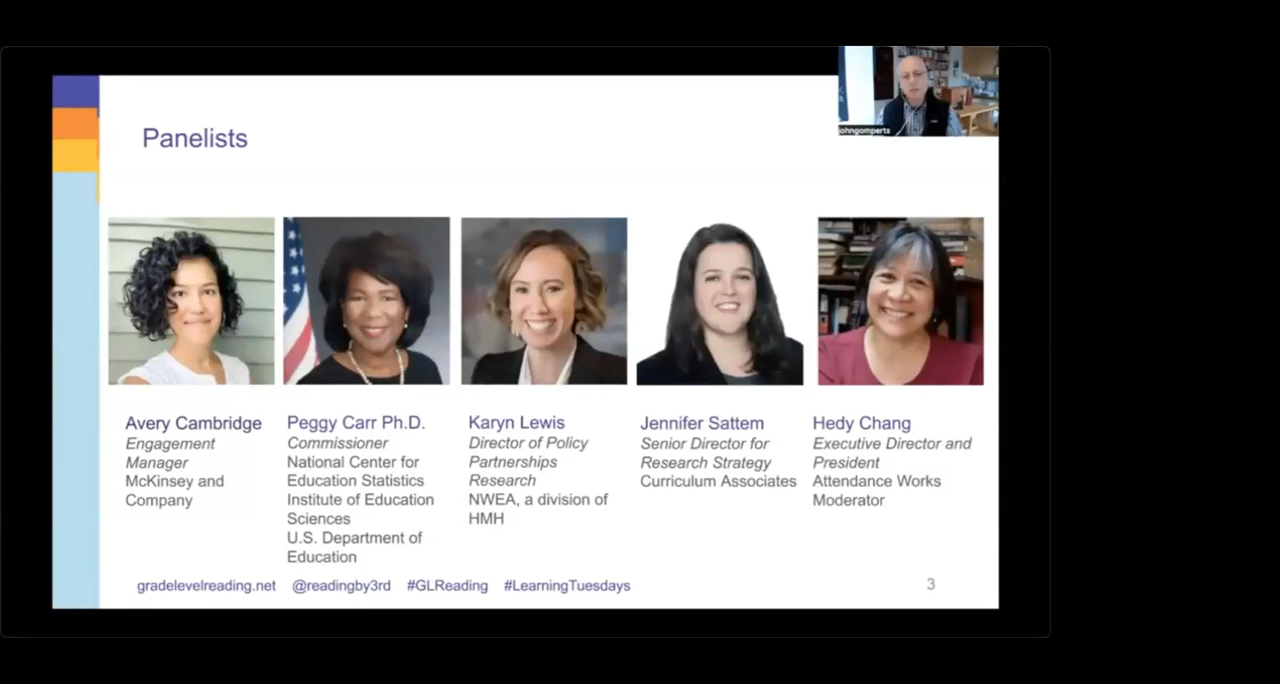 johngomperts
Panelists
Avery Cambridge
Engagement
Manager
McKinsey and
Company
Peggy Carr Ph.D.
Commissioner
National Center for
Education Statistics
Institute of Education
Sciences
U.S. Department of
Education
Karyn Lewis
Director of Policy
Partnerships
Research
NWEA, a division of
HMH
Jennifer Sattem
Senior Director for
Research Strategy
Curriculum Associates
Hedy Chang
Executive Director and
President
Attendance Works
Moderator
gradelevelreading.net @readingby3rd #GLReading #LearningTuesdays
3